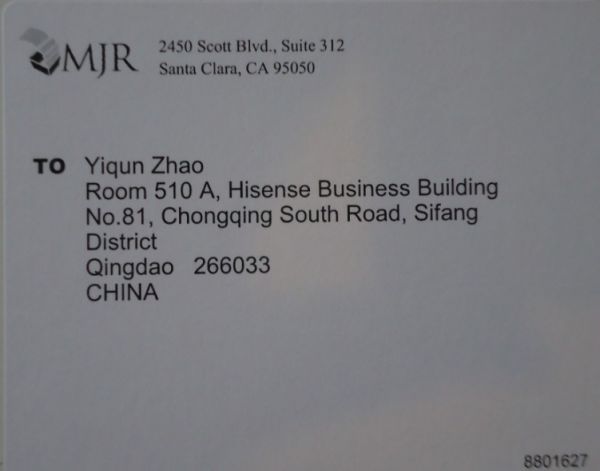 MJR
2450 Scott Blvd., Suite 312
Santa Clara, CA 95050
TO Yiqun Zhao
Room 510 A, Hisense Business Building
No.81, Chongqing South Road, Sifang
District
Qingdao 266033
CHINA
8801627